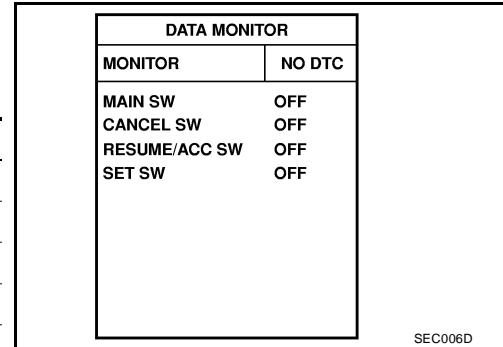 DATA MONITOR
MONITOR NO DTC
MAIN SW OFF
CANCEL SW OFF
RESUME/ACC SW OFF
SET SW OFF
SEC006D